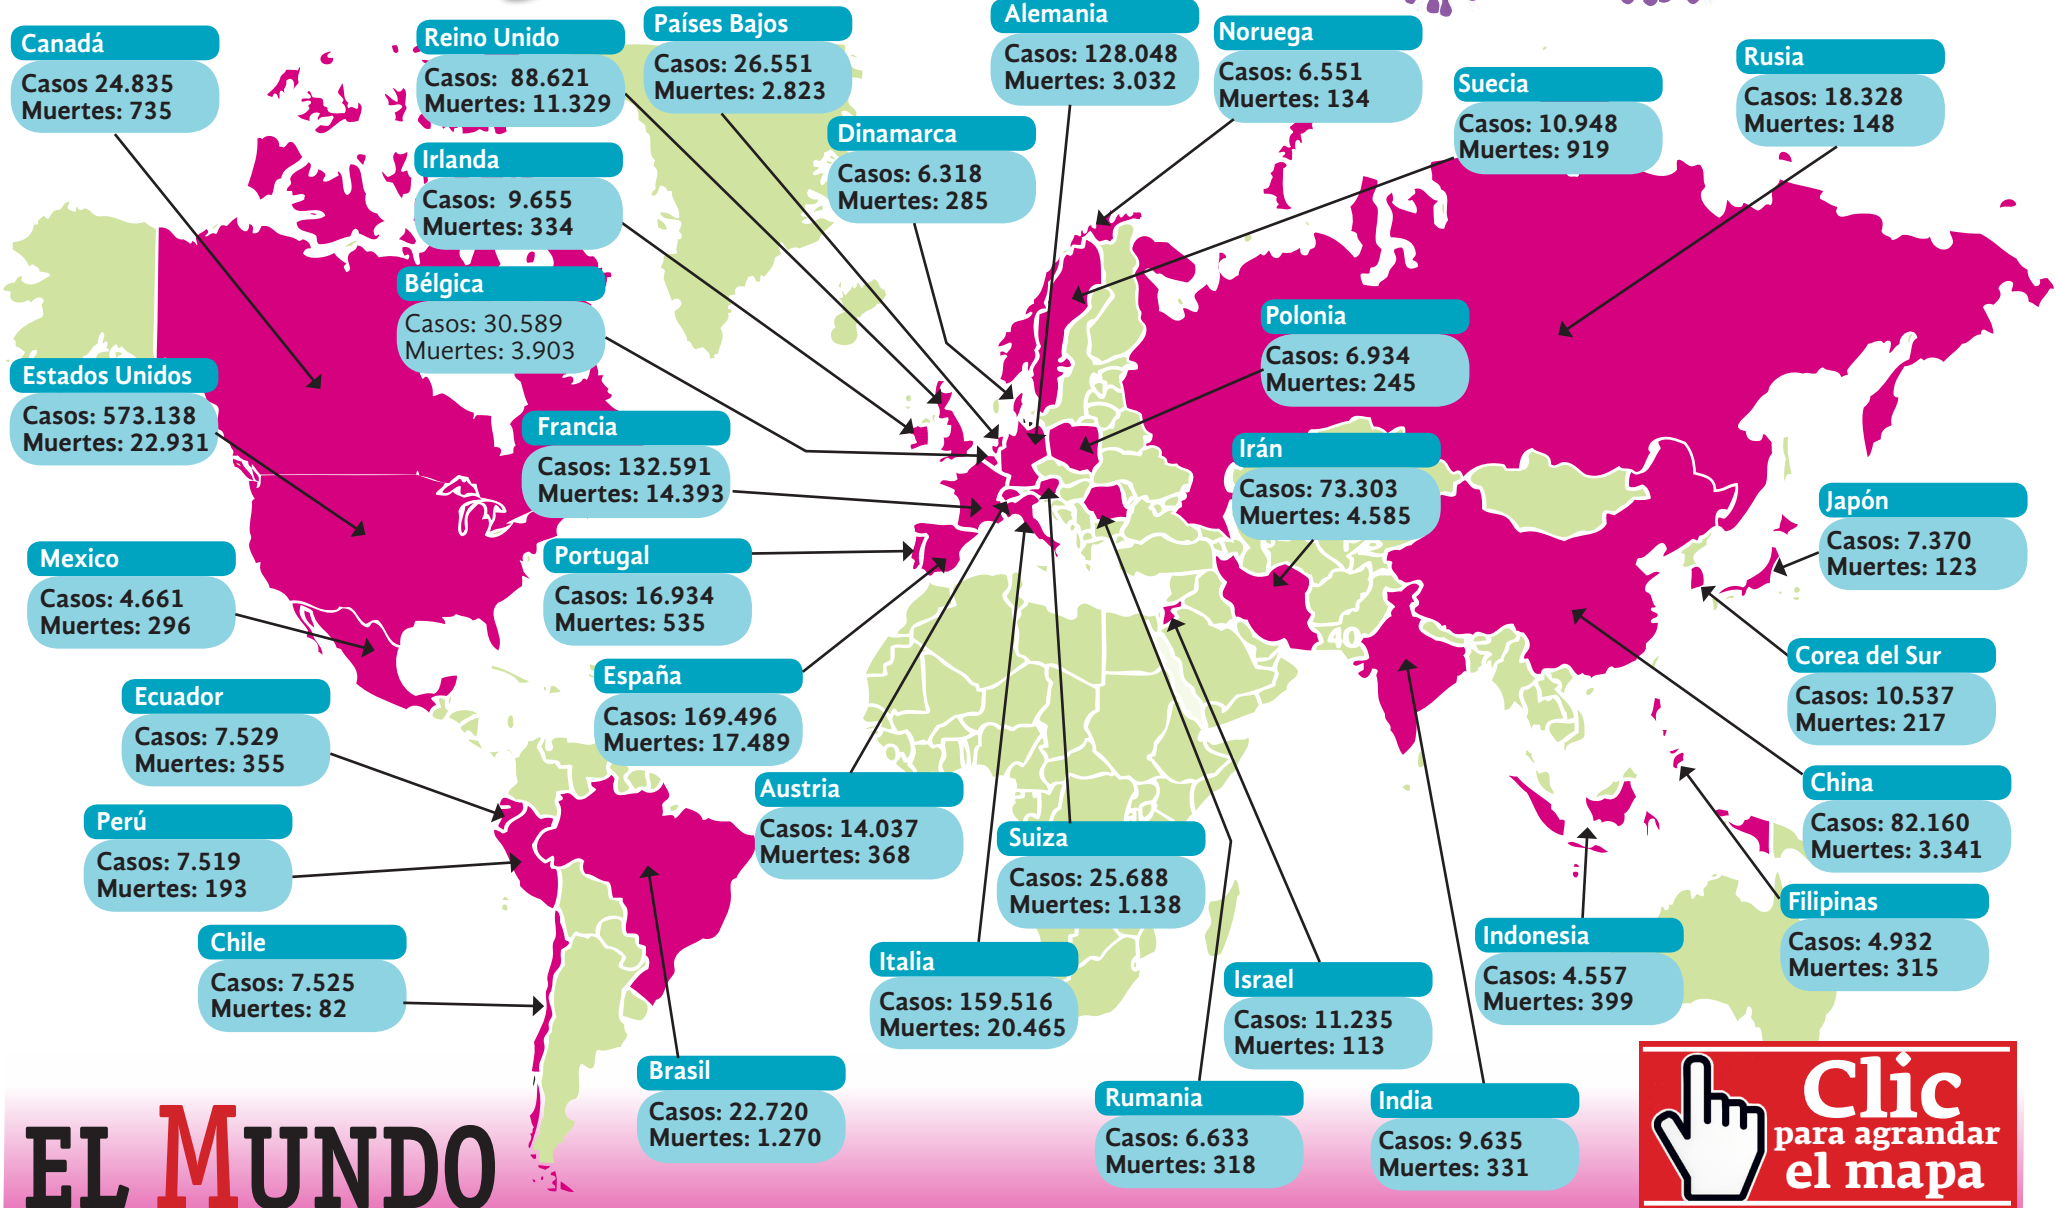 Canadá
Casos 24.835
Muertes: 735
Reino Unido
Casos: 88.621
Muertes: 11.329
Países Bajos
Casos: 26.551
Muertes: 2.823
Alemania
Casos: 128.048
Muertes: 3.032
Noruega
Casos: 6.551
Muertes: 134
Suecia
Casos: 10.948
Muertes: 919
Rusia
Casos: 18.328
Muertes: 148
Irlanda
Casos: 9.655
Muertes: 334
Dinamarca
Casos: 6.318
Muertes: 285
Bélgica
Casos: 30.589
Muertes: 3.903
Polonia
Casos: 6.934
Muertes: 245
Estados Unidos
Casos: 573.138
Muertes: 22.931
Francia
Casos: 132.591
Muertes: 14.393
Irán
Casos: 73.303
Muertes: 4.585
Japón
Casos: 7.370
Muertes: 123
Mexico
Casos: 4.661
Muertes: 296
Portugal
Casos: 16.934
Muertes: 535
40
Corea del Sur
Casos: 10.537
Muertes: 217
España
Casos: 169.496
Muertes: 17.489
Ecuador
Casos: 7.529
Muertes: 355
Austria
Casos: 14.037
Muertes: 368
China
Casos: 82.160
Muertes: 3.341
Perú
Casos: 7.519
Muertes: 193
Suiza
Casos: 25.688
Muertes: 1.138
Filipinas
Casos: 4.932
Muertes: 315
Chile
Casos: 7.525
Muertes: 82
Italia
Casos: 159.516
Muertes: 20.465
Israel
Casos: 11.235
Muertes: 113
Indonesia
Casos: 4.557
Muertes: 399
Brasil
Casos: 22.720
Muertes: 1.270
Rumania
Casos: 6.633
Muertes: 318
India
Casos: 9.635
Muertes: 331
EL MUNDO
Clic
para agrandar
el mapa